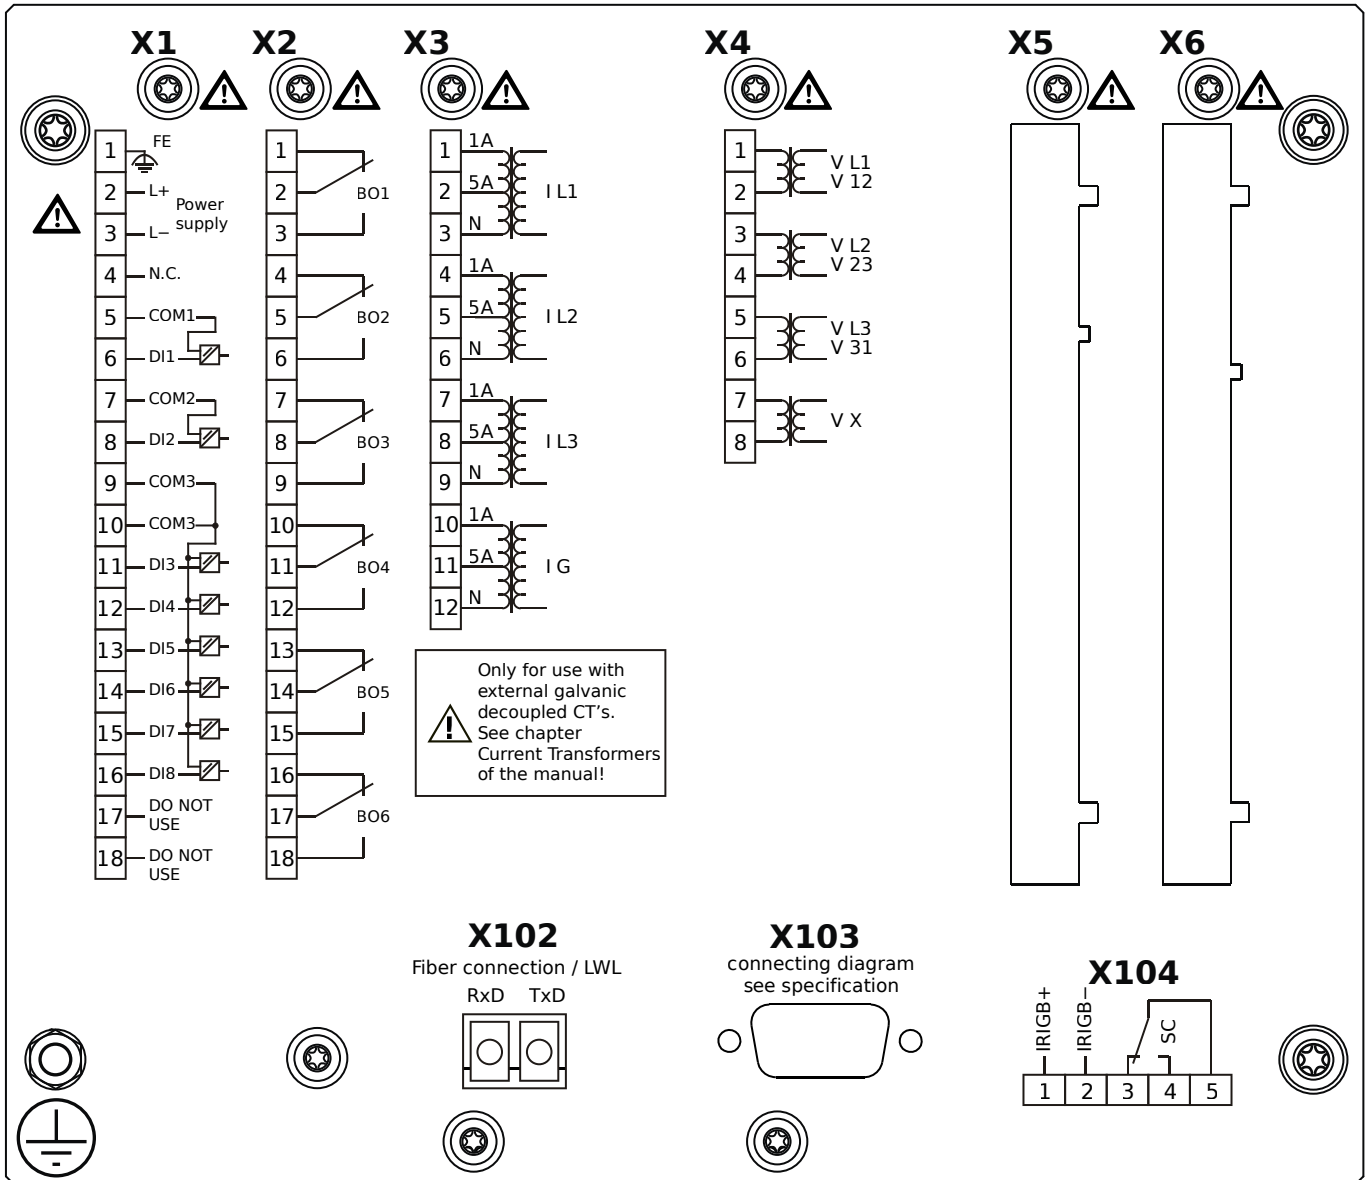 X1 X2 X3 X4 X5 X6
1 FE
2 L+
3 L−
Power
supply
4 N.C.
5 COM1
6 DI1
7 COM2
8 DI2
9 COM3
10 COM3
11 DI3
12 DI4
13 DI5
14 DI6
15 DI7
16 DI8
17 DO NOT
USE
18 DO NOT
USE
1
2 BO1
3
4
5 BO2
6
7
8 BO3
9
10
11 BO4
12
13
14 BO5
15
16
17 BO6
18
1 1A
2 5A I L1
3 N
4 1A
5 5A I L2
6 N
7 1A
8 5A I L3
9 N
10 1A
11 5A I G
12 N
Only for use with
external galvanic
decoupled CT's.
See chapter
Current Transformers
of the manual!
1 V L1
2 V 12
3 V L2
4 V 23
5 V L3
6 V 31
7 V X
8
X102
Fiber connection / LWL
RxD TxD
X103
connecting diagram
see specification
X104
IRIGB+ IRIGB− SC
1 2 3 4 5